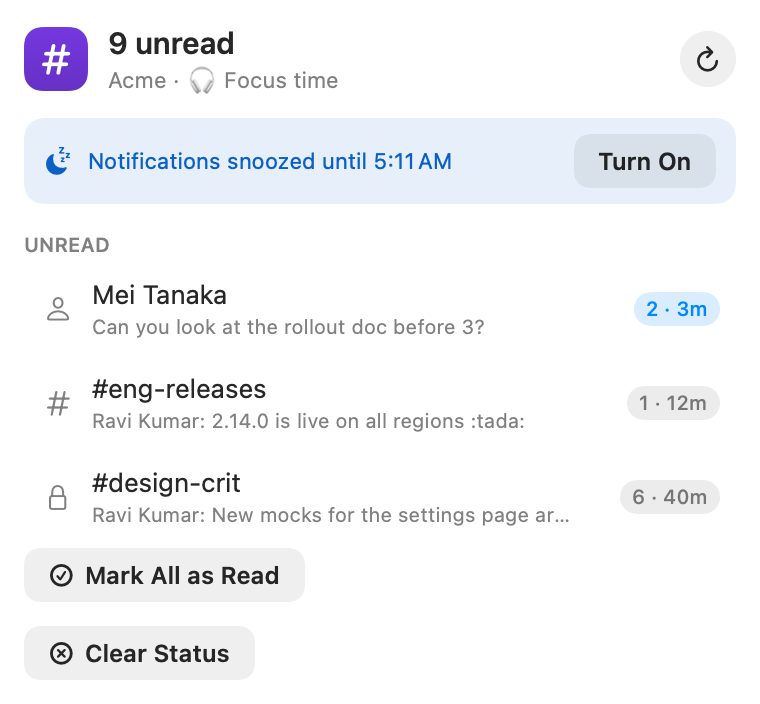 #
9 unread
Acme · 🎧 Focus time
Notifications snoozed until 5:11 AM
Turn On
UNREAD
Mei Tanaka
Can you look at the rollout doc before 3?
2 · 3m
#eng-releases
Ravi Kumar: 2.14.0 is live on all regions :tada:
1 · 12m
#design-crit
Ravi Kumar: New mocks for the settings page ar…
6 · 40m
Mark All as Read
Clear Status